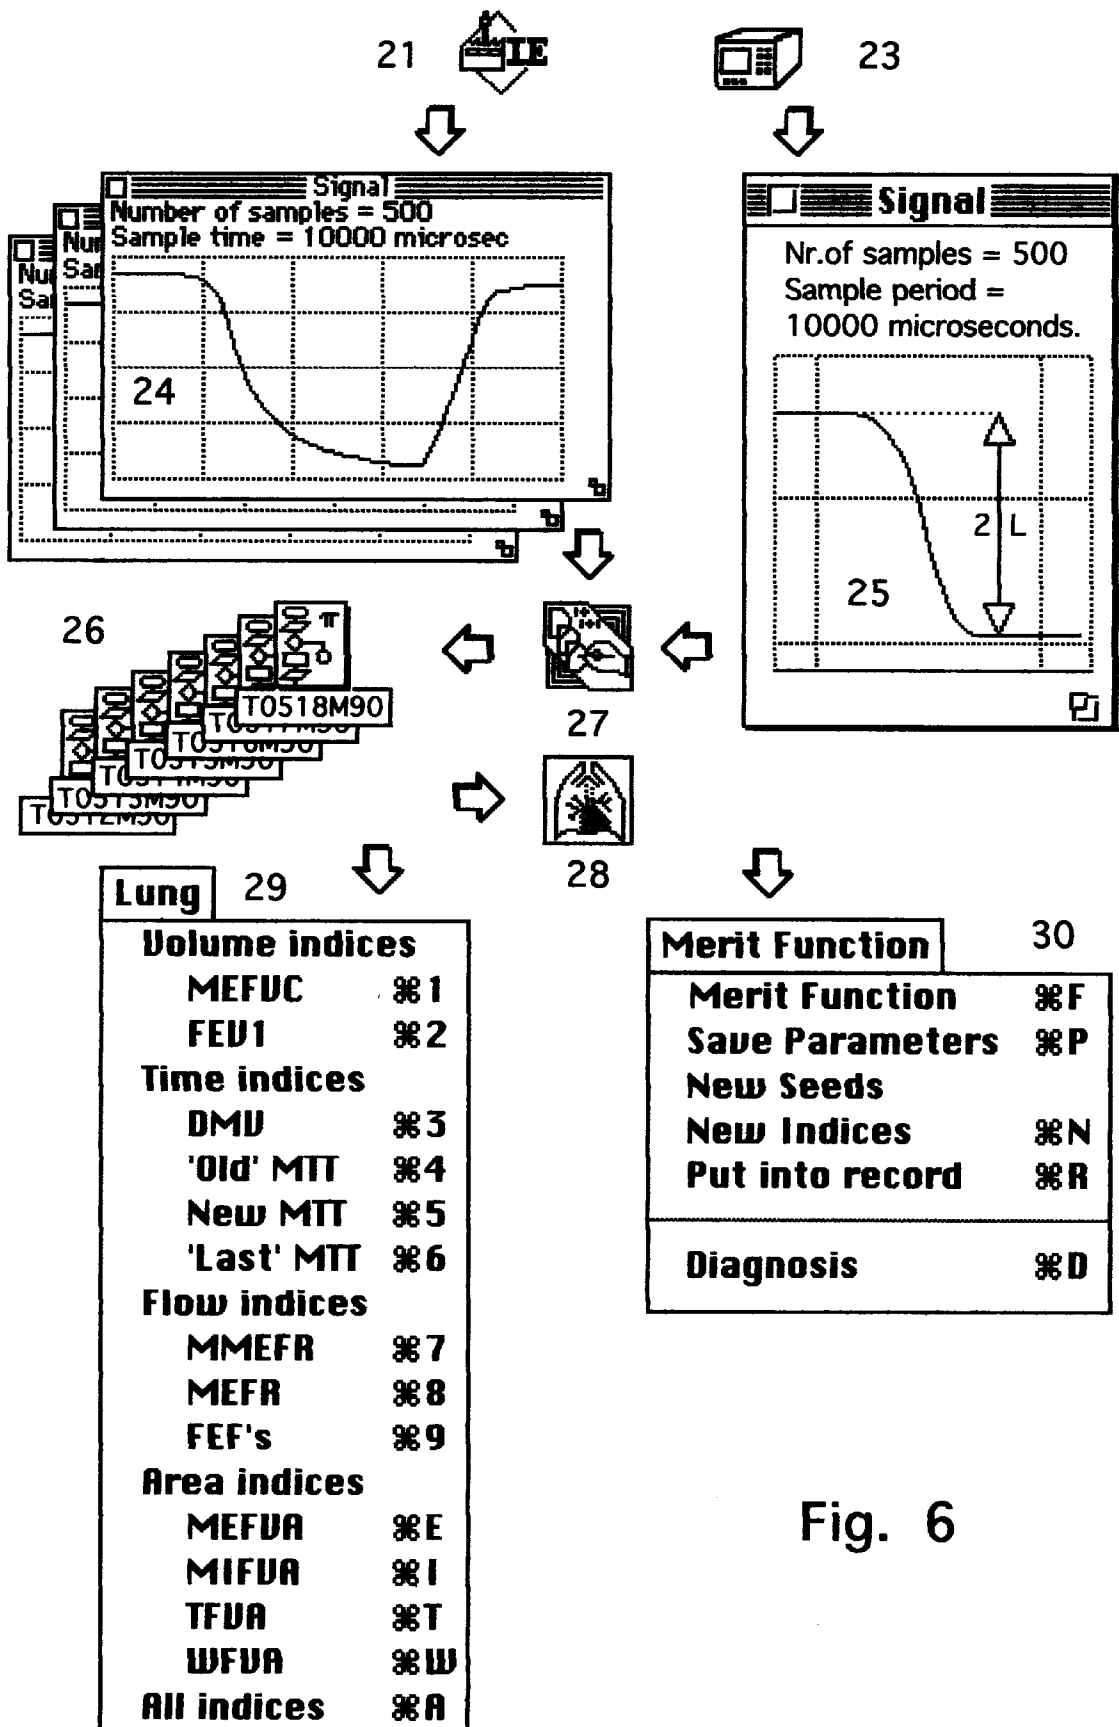 21
IE
23
Signal
Number of samples = 500
Sample time = 10000 microsec
24
Signal
Nr.of samples = 500
Sample period =
10000 microseconds.
2 L
25
26
π
T0518M90
27
28
29
Lung
Volume indices
MEFVC ⌘1
FEV1 ⌘2
Time indices
DMV ⌘3
'Old' MTT ⌘4
New MTT ⌘5
'Last' MTT ⌘6
Flow indices
MMEFR ⌘7
MEFR ⌘8
FEF's ⌘9
Area indices
MEFVA ⌘E
MIFVA ⌘I
TFVA ⌘T
WFVA ⌘W
All indices ⌘A
30
Merit Function
Merit Function ⌘F
Save Parameters ⌘P
New Seeds
New Indices ⌘N
Put into record ⌘R
Diagnosis ⌘D
Fig. 6